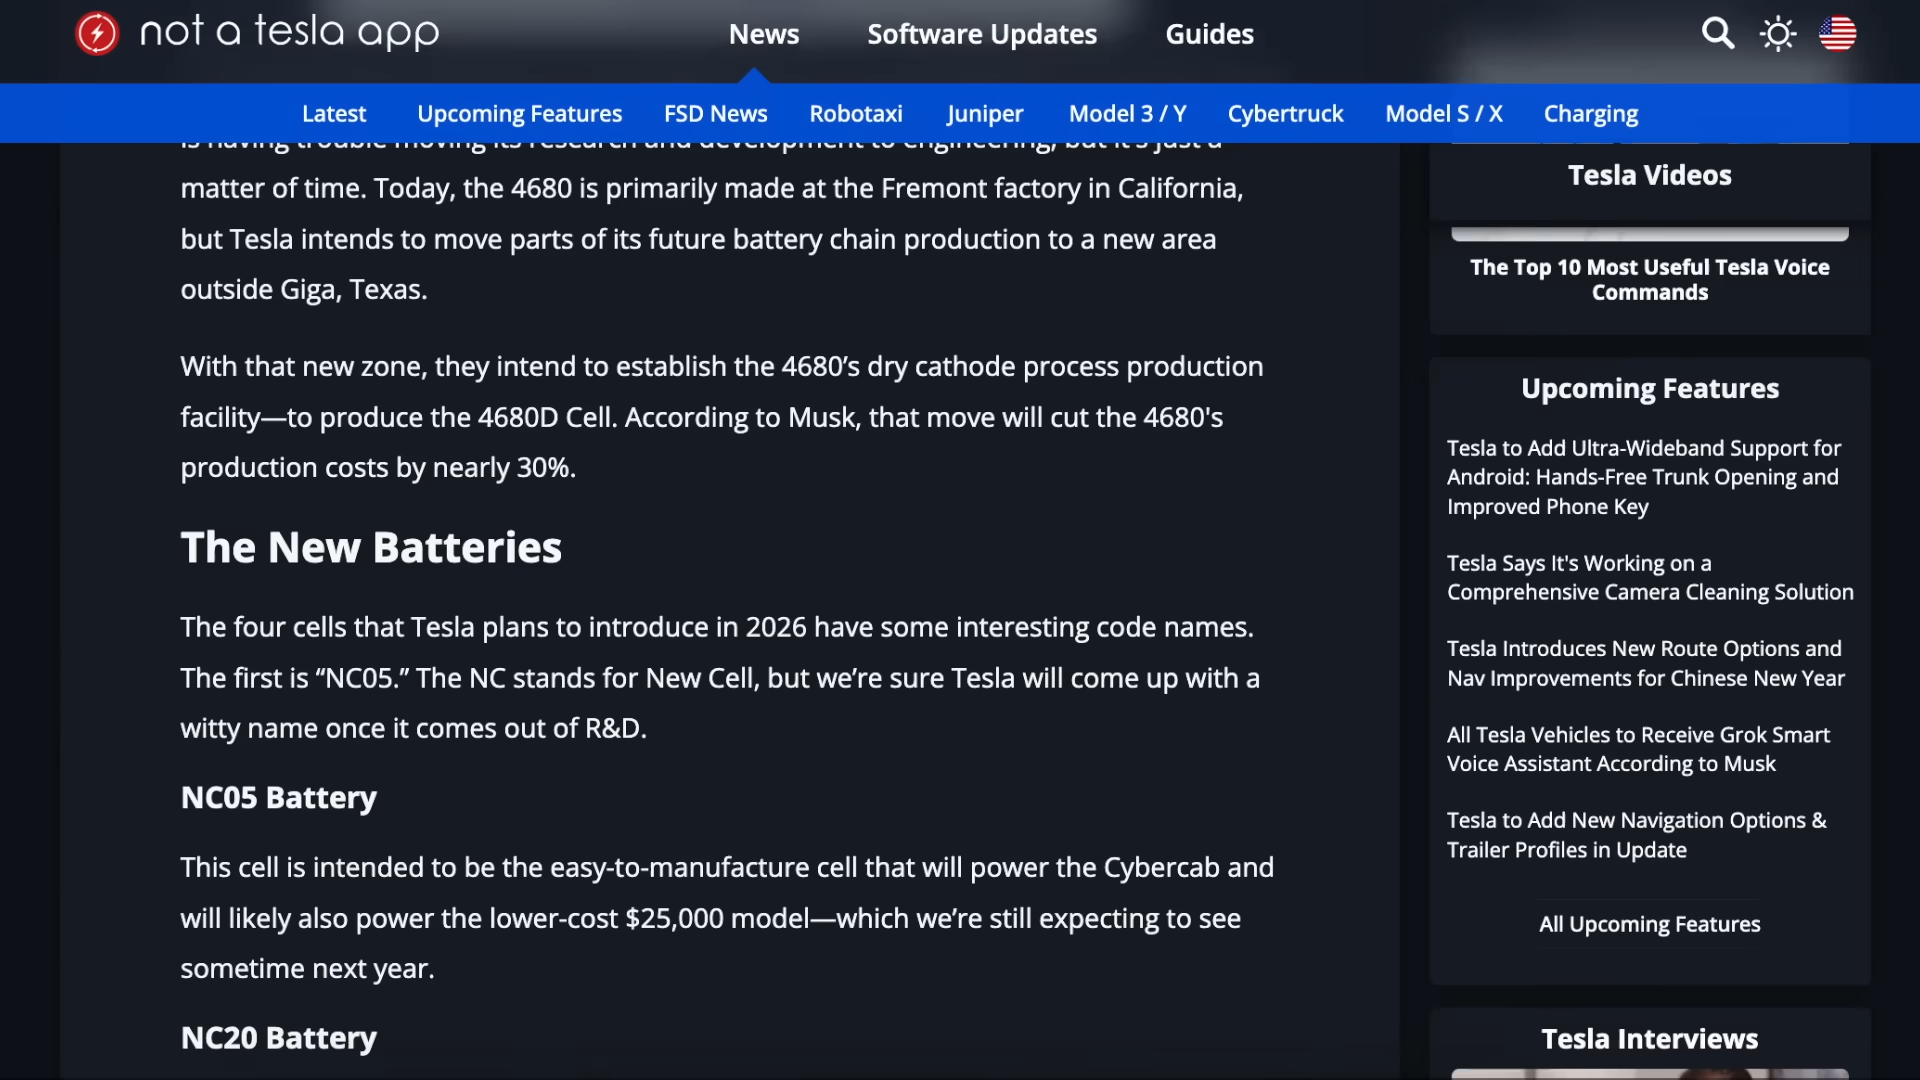 not a tesla app
News
Software Updates
Guides
Latest
Upcoming Features
FSD News
Robotaxi
Juniper
Model 3 / Y
Cybertruck
Model S / X
Charging
is having trouble moving its research and development to engineering, but it's just a
matter of time. Today, the 4680 is primarily made at the Fremont factory in California,
but Tesla intends to move parts of its future battery chain production to a new area
outside Giga, Texas.
With that new zone, they intend to establish the 4680’s dry cathode process production
facility—to produce the 4680D Cell. According to Musk, that move will cut the 4680's
production costs by nearly 30%.
The New Batteries
The four cells that Tesla plans to introduce in 2026 have some interesting code names.
The first is “NC05.” The NC stands for New Cell, but we’re sure Tesla will come up with a
witty name once it comes out of R&D.
NC05 Battery
This cell is intended to be the easy-to-manufacture cell that will power the Cybercab and
will likely also power the lower-cost $25,000 model—which we’re still expecting to see
sometime next year.
NC20 Battery
Tesla Videos
The Top 10 Most Useful Tesla Voice
Commands
Upcoming Features
Tesla to Add Ultra-Wideband Support for
Android: Hands-Free Trunk Opening and
Improved Phone Key
Tesla Says It's Working on a
Comprehensive Camera Cleaning Solution
Tesla Introduces New Route Options and
Nav Improvements for Chinese New Year
All Tesla Vehicles to Receive Grok Smart
Voice Assistant According to Musk
Tesla to Add New Navigation Options &
Trailer Profiles in Update
All Upcoming Features
Tesla Interviews